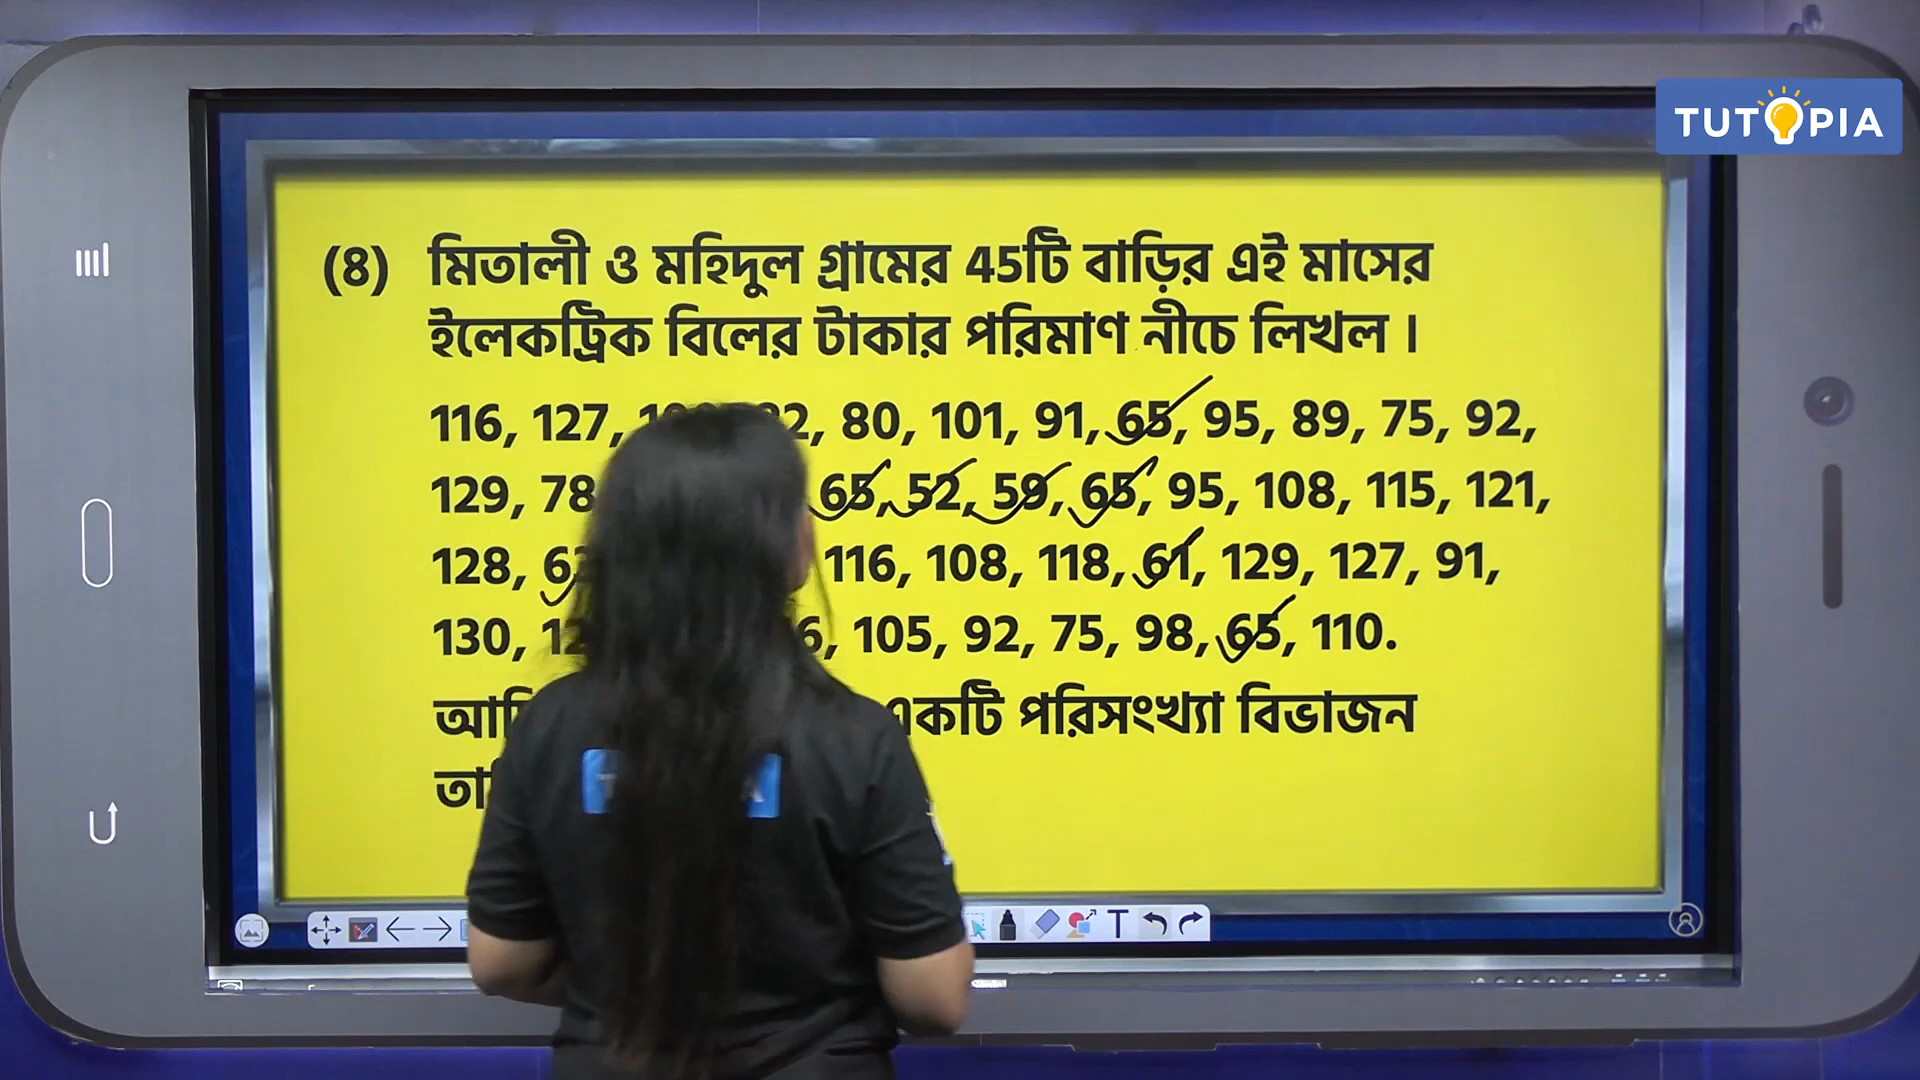 TUTOPIA
(8) মিতালী ও মহিদুল গ্রামের 45টি বাড়ির এই মাসের
ইলেকট্রিক বিলের টাকার পরিমাণ নীচে লিখল ।
116, 127, 80, 101, 91, 65, 95, 89, 75, 92,
129, 78 65, 52, 59, 65, 95, 108, 115, 121,
128, 116, 108, 118, 61, 129, 127, 91,
130, 105, 92, 75, 98, 65, 110.
একটি পরিসংখ্যা বিভাজন